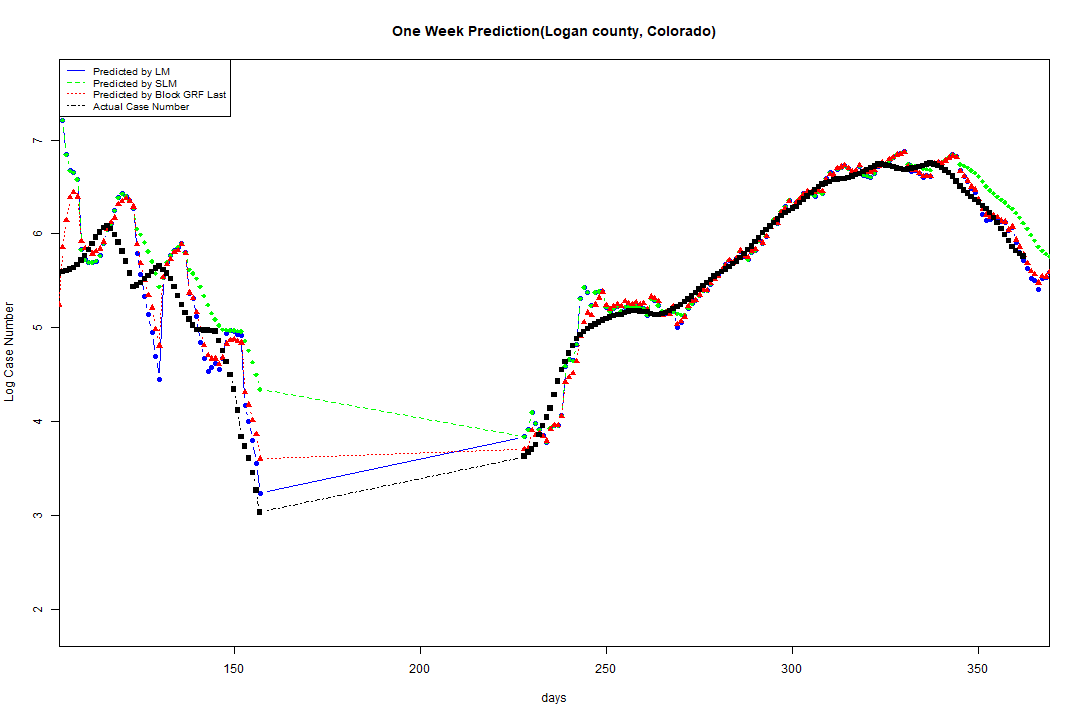 One Week Prediction(Logan county, Colorado)
Predicted by LM
Predicted by SLM
Predicted by Block GRF Last
Actual Case Number
7
6
5
4
3
2
Log Case Number
150 200 250 300 350
days